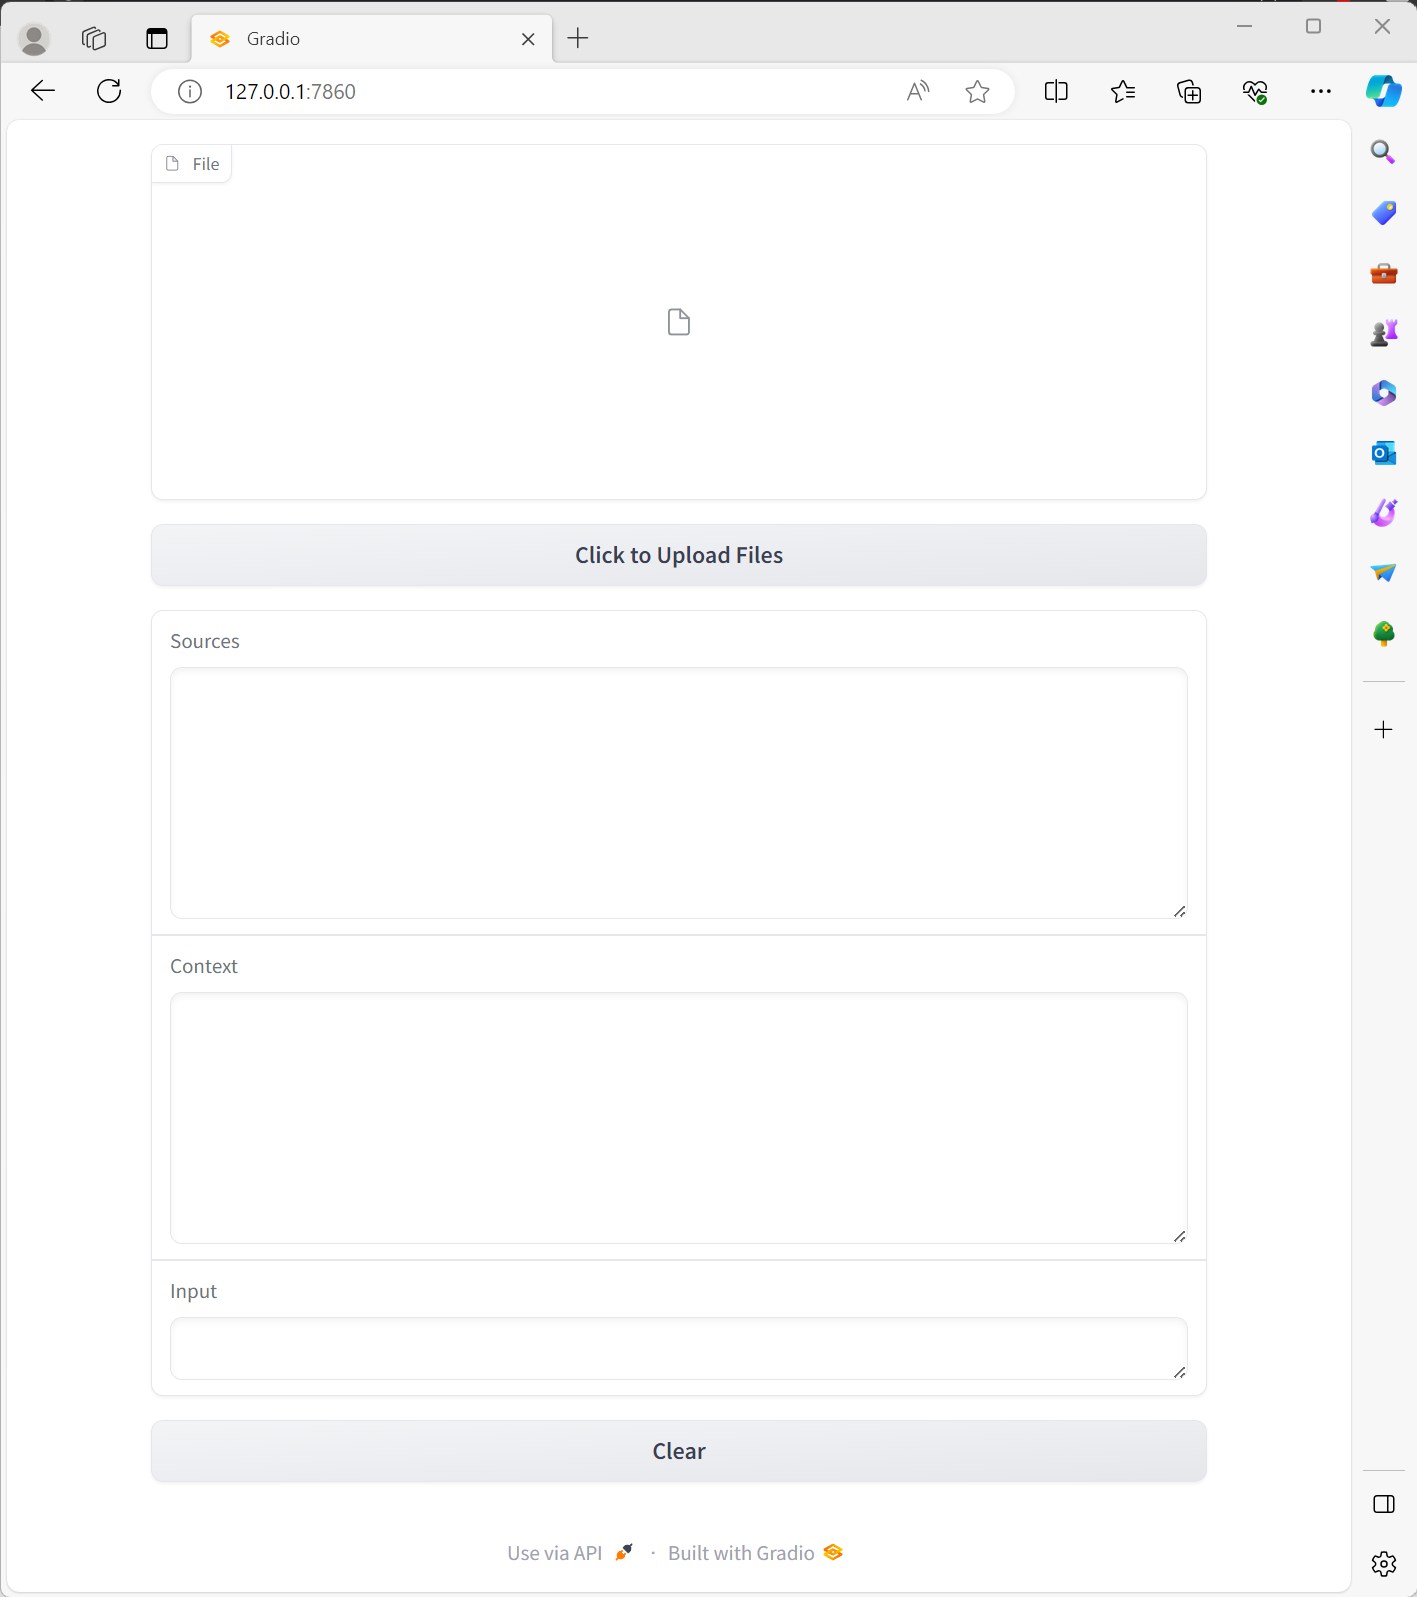 Gradio
127.0.0.1:7860
File
Click to Upload Files
Sources
Context
Input
Clear
Use via API · Built with Gradio